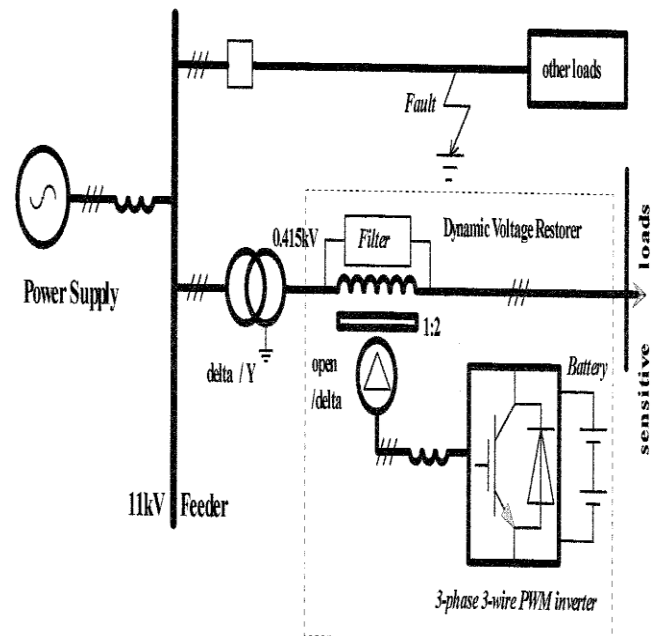 other loads
Fault
0.415kV
Filter
Dynamic Voltage Restorer
Power Supply
delta / Y
1:2
open
/delta
Battery
sensitive loads
11kV Feeder
3-phase 3-wire PWM inverter